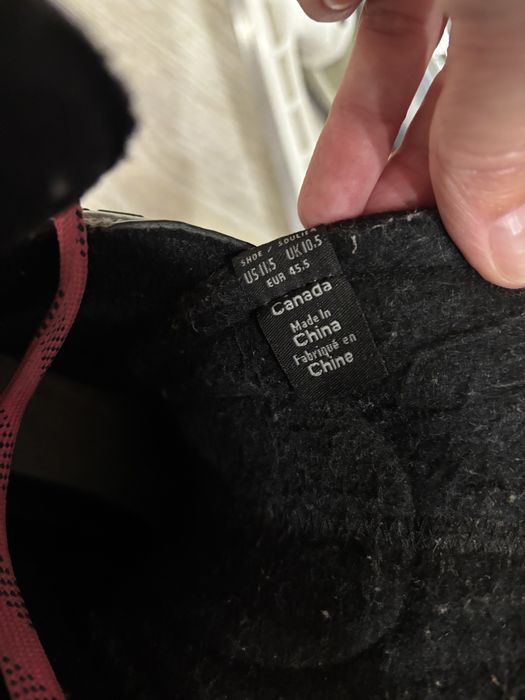 SHOE / SOULIER
US 11.5 UK 10.5
EUR 45.5
Canada
Made In
China
Fabriqué en
Chine